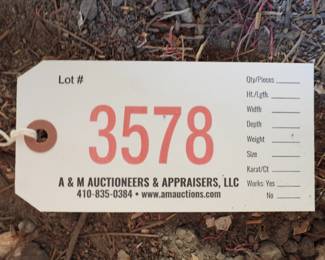 Lot #
3578
A & M AUCTIONEERS & APPRAISERS, LLC
410-835-0384 • www.amauctions.com
Qty/Pieces
Ht./Lgth.
Width
Depth
Weight
Size
Karat/Ct
Works: Yes
No